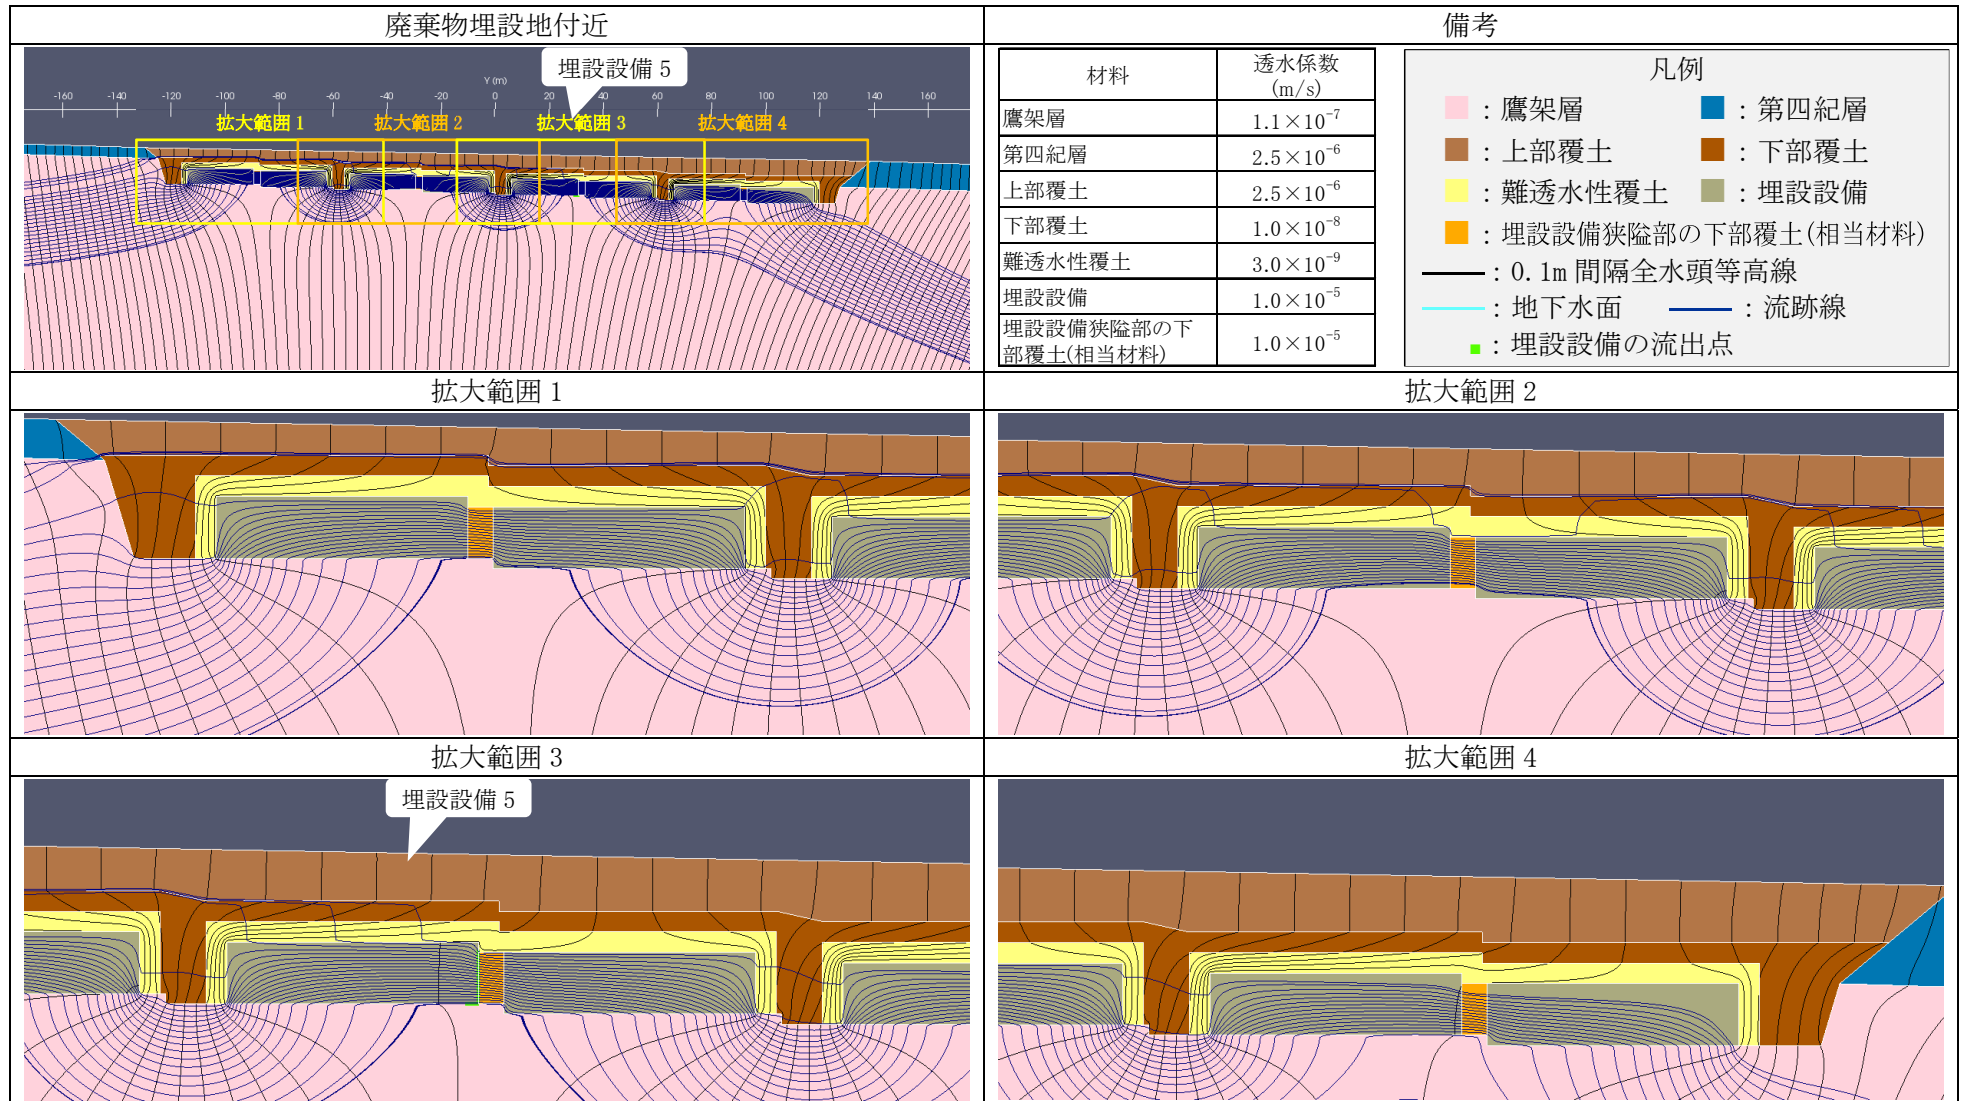 廃棄物埋設地付近
備考
埋設設備 5
Y (m)
-160 -140 -120 -100 -80 -60 -40 -20 0 20 40 60 80 100 120 140 160
拡大範囲 1 拡大範囲 2 拡大範囲 3 拡大範囲 4
材料 透水係数
(m/s)
鷹架層 1.1×10⁻⁷
第四紀層 2.5×10⁻⁶
上部覆土 2.5×10⁻⁶
下部覆土 1.0×10⁻⁸
難透水性覆土 3.0×10⁻⁹
埋設設備 1.0×10⁻⁵
埋設設備狭隘部の下
部覆土(相当材料) 1.0×10⁻⁵
凡例
：鷹架層 ：第四紀層
：上部覆土 ：下部覆土
：難透水性覆土 ：埋設設備
：埋設設備狭隘部の下部覆土(相当材料)
：0.1m 間隔全水頭等高線
：地下水面 ：流跡線
：埋設設備の流出点
拡大範囲 1
拡大範囲 2
拡大範囲 3
拡大範囲 4
埋設設備 5